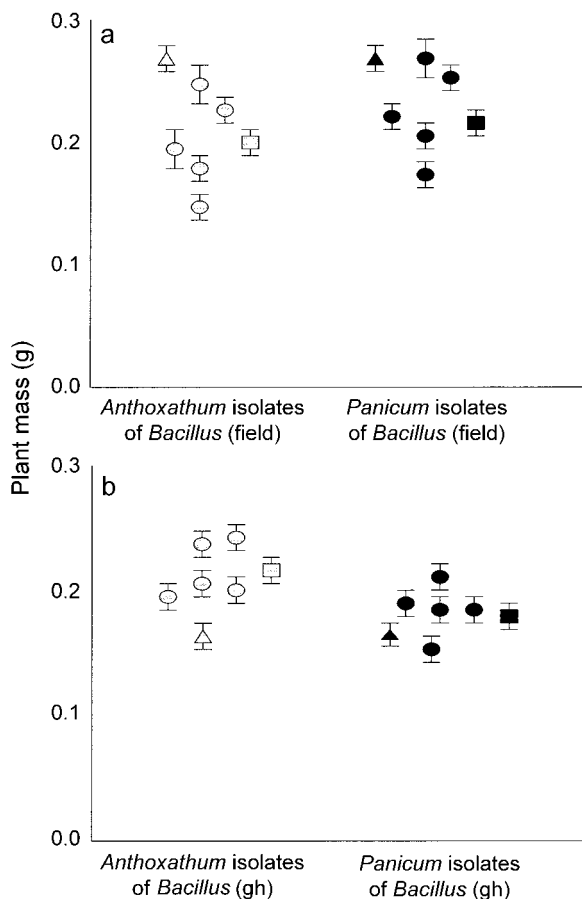 0.3
a
0.2
0.1
0.0
Anthoxathum isolates
of Bacillus (field)
Panicum isolates
of Bacillus (field)
Plant mass (g)
0.3
b
0.2
0.1
0.0
Anthoxathum isolates
of Bacillus (gh)
Panicum isolates
of Bacillus (gh)